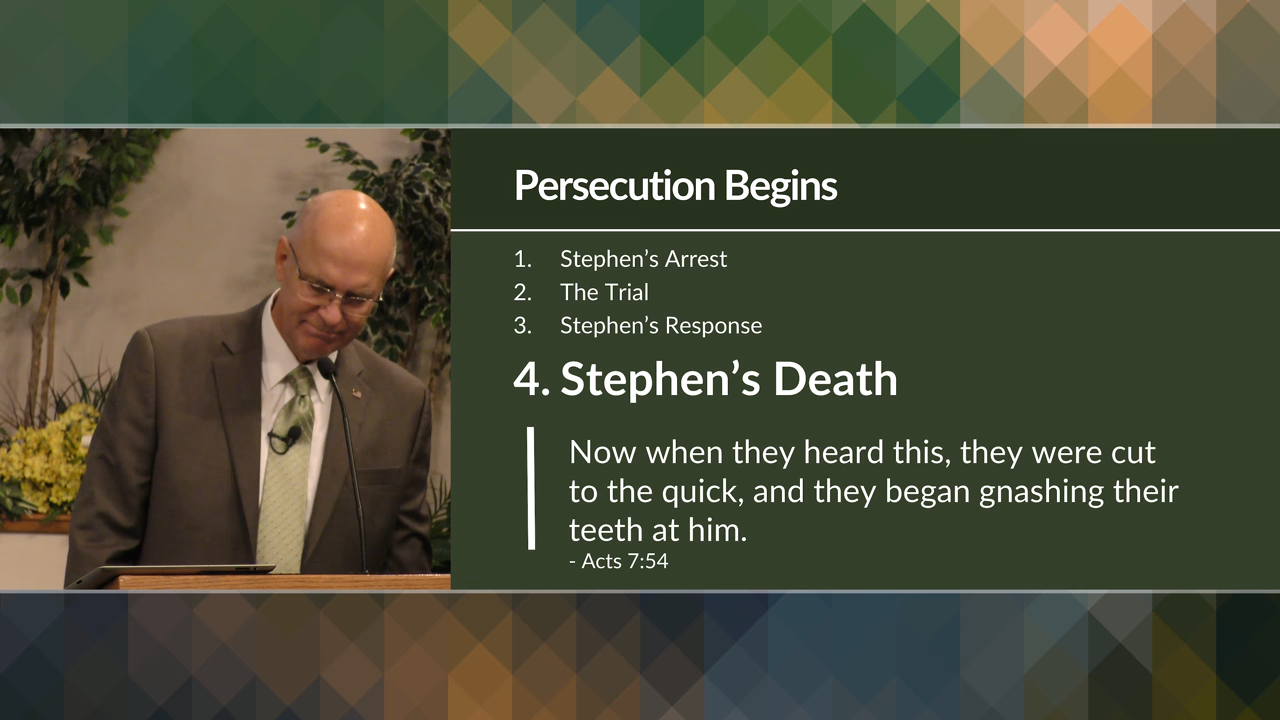 Persecution Begins
1. Stephen’s Arrest
2. The Trial
3. Stephen’s Response
4. Stephen’s Death
Now when they heard this, they were cut
to the quick, and they began gnashing their
teeth at him.
- Acts 7:54